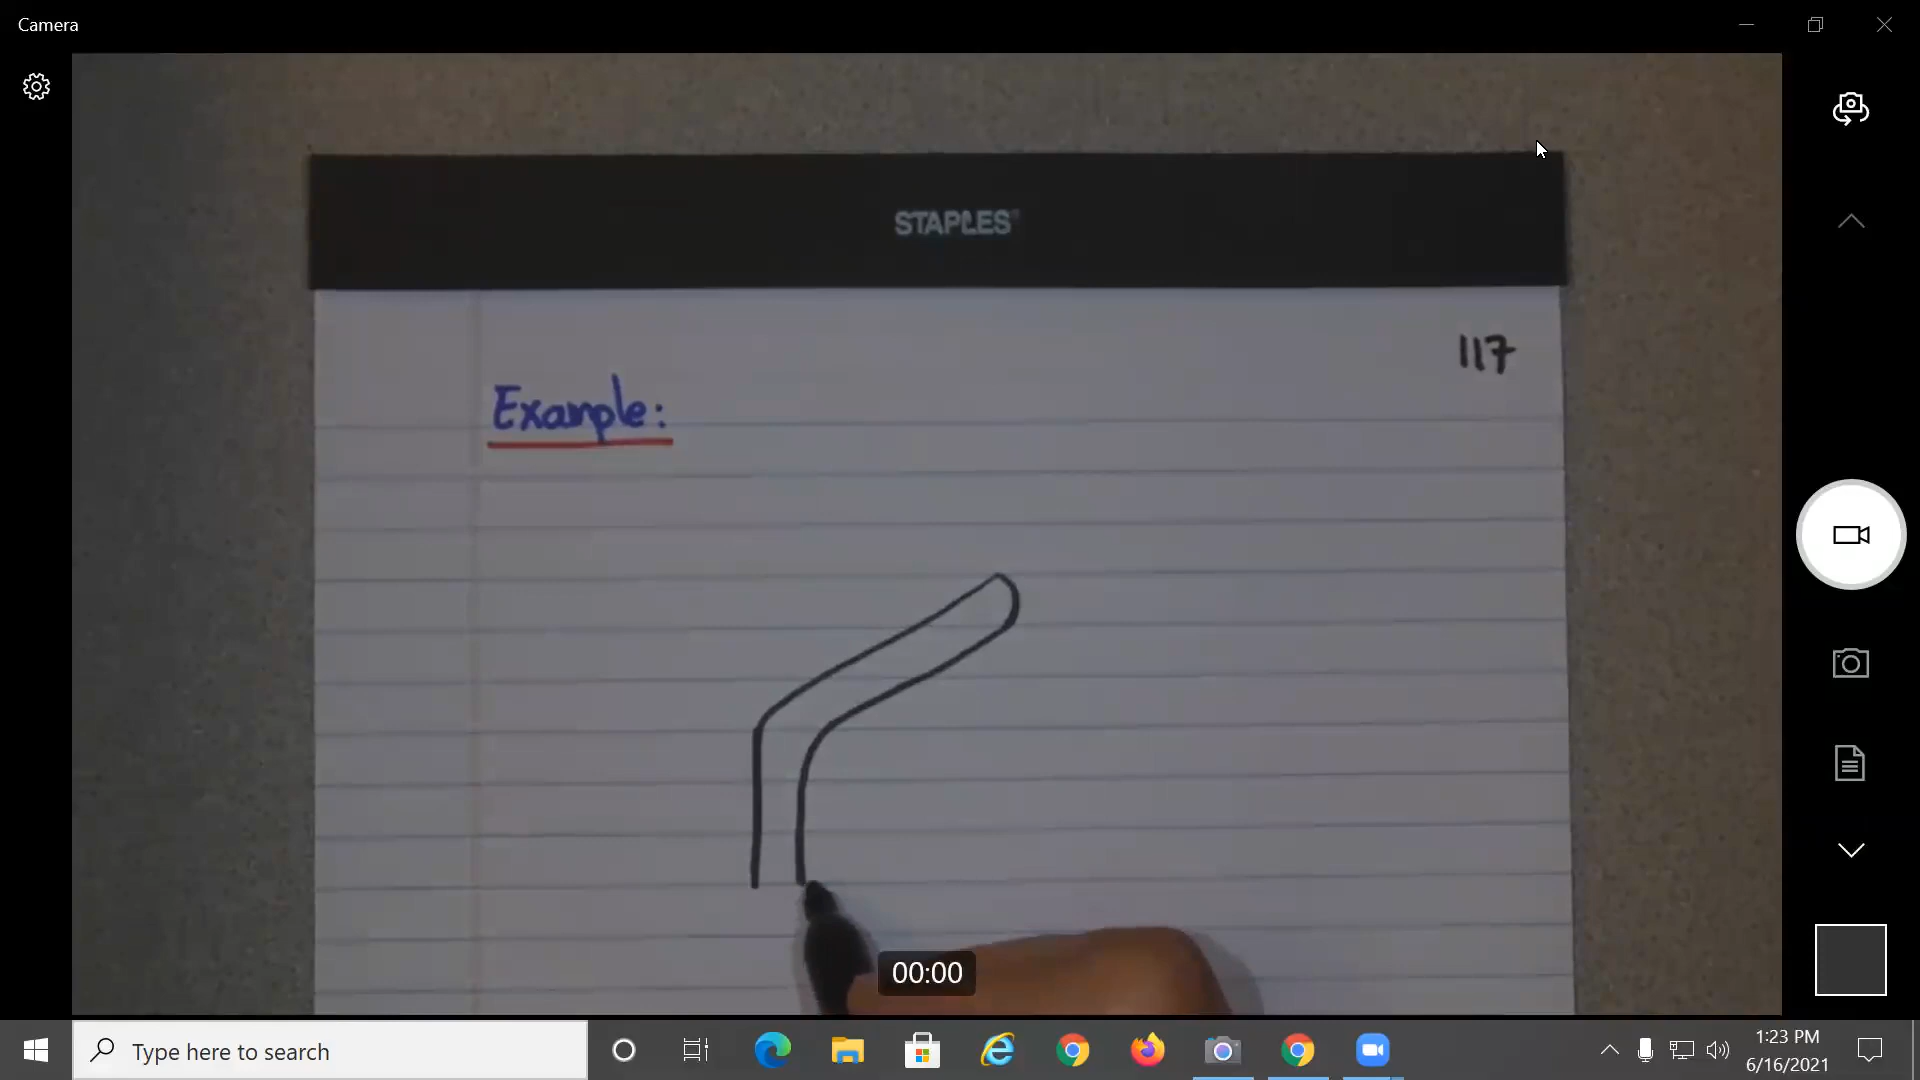 Camera
STAPLES
117
Example:
00:00
Type here to search
1:23 PM
6/16/2021